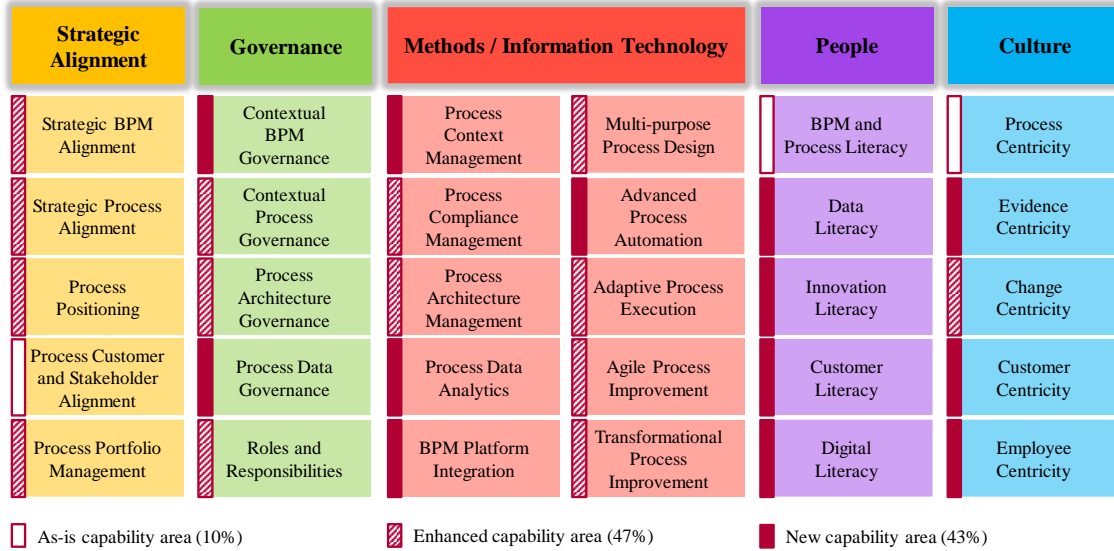 Strategic
Alignment
Governance
Methods / Information Technology
People
Culture
Strategic BPM
Alignment
Contextual
BPM
Governance
Process
Context
Management
Multi-purpose
Process Design
BPM and
Process Literacy
Process
Centricity
Strategic Process
Alignment
Contextual
Process
Governance
Process
Compliance
Management
Advanced
Process
Automation
Data
Literacy
Evidence
Centricity
Process
Positioning
Process
Architecture
Governance
Process
Architecture
Management
Adaptive Process
Execution
Innovation
Literacy
Change
Centricity
Process Customer
and Stakeholder
Alignment
Process Data
Governance
Process Data
Analytics
Agile Process
Improvement
Customer
Literacy
Customer
Centricity
Process Portfolio
Management
Roles and
Responsibilities
BPM Platform
Integration
Transformational
Process
Improvement
Digital
Literacy
Employee
Centricity
As-is capability area (10%)
Enhanced capability area (47%)
New capability area (43%)